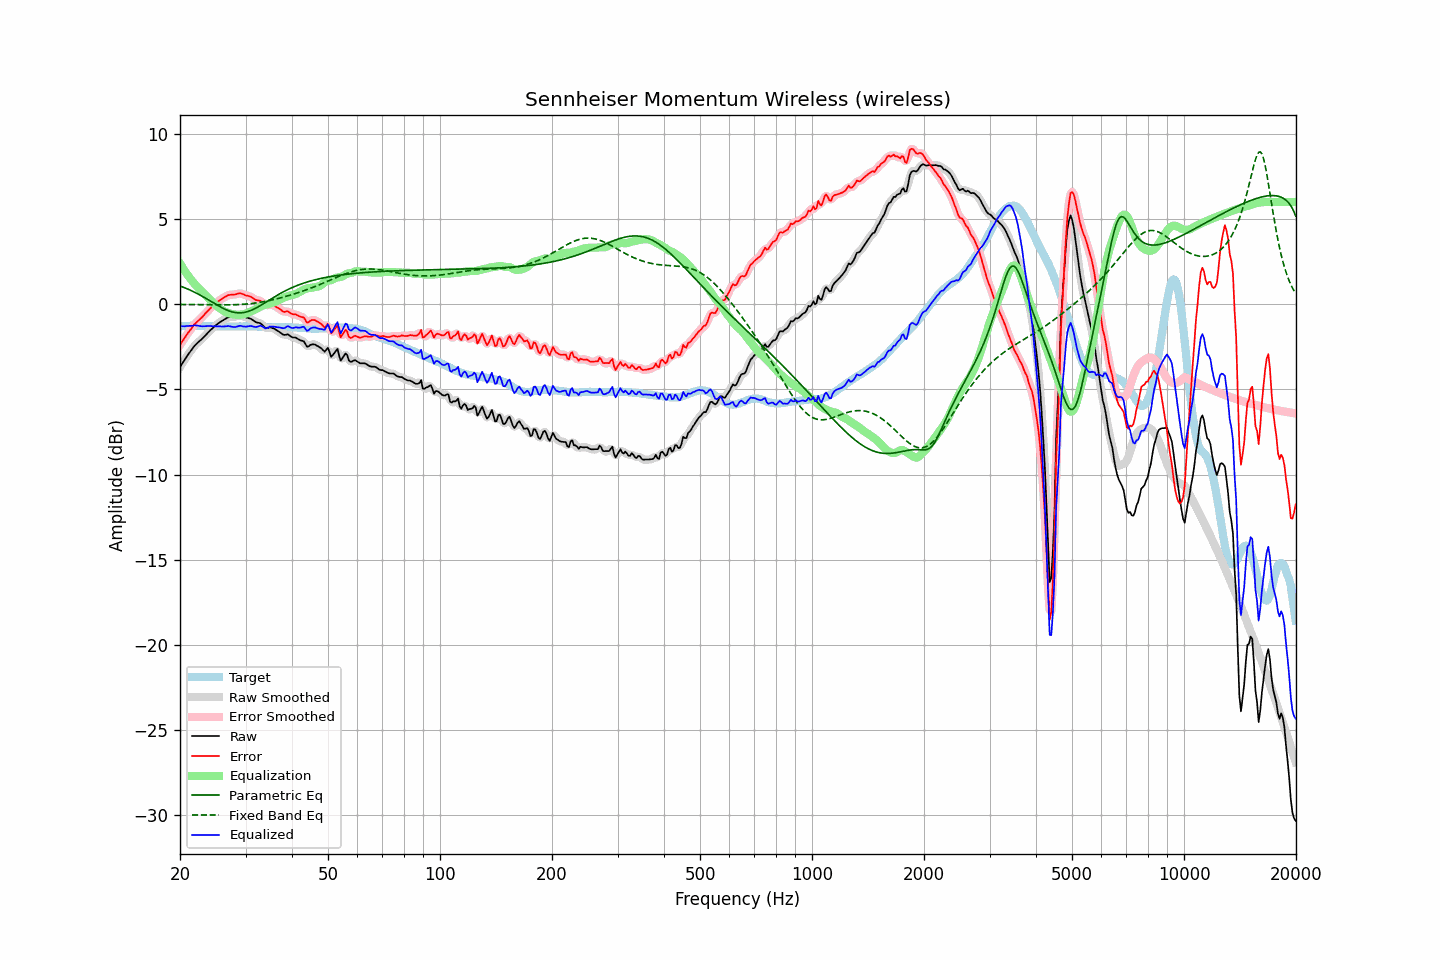 Sennheiser Momentum Wireless (wireless)
10
5
0
−5
−10
−15
−20
−25
−30
Amplitude (dBr)
Target
Raw Smoothed
Error Smoothed
Raw
Error
Equalization
Parametric Eq
Fixed Band Eq
Equalized
20 50 100 200 500 1000 2000 5000 10000 20000
Frequency (Hz)